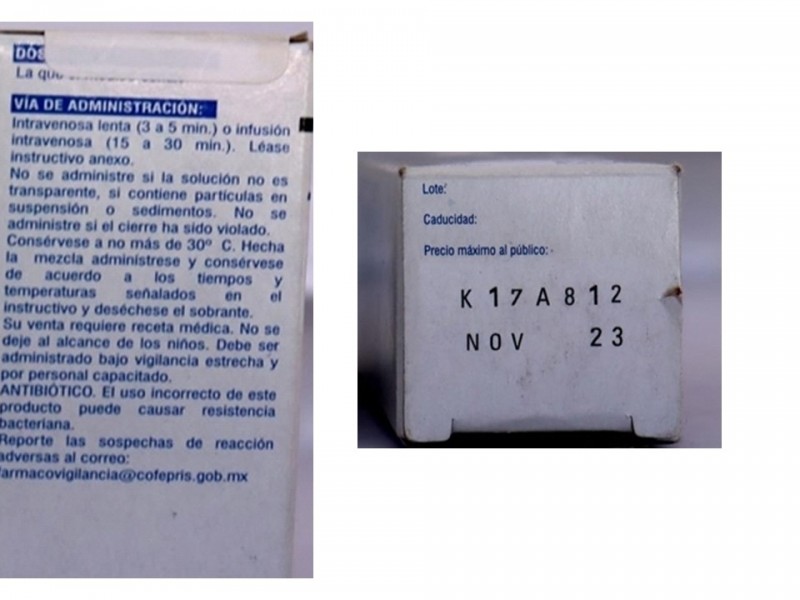 DÓS
La que
VÍA DE ADMINISTRACIÓN:
Intravenosa lenta (3 a 5 min.) o infusión
intravenosa (15 a 30 min.). Léase
instructivo anexo.
No se administre si la solución no es
transparente, si contiene partículas en
suspensión o sedimentos. No se
administre si el cierre ha sido violado.
Consérvese a no más de 30º C. Hecha
la mezcla adminístrese y consérvese
de acuerdo a los tiempos y
temperaturas señalados en el
instructivo y deséchese el sobrante.
Su venta requiere receta médica. No se
deje al alcance de los niños. Debe ser
administrado bajo vigilancia estrecha y
por personal capacitado.
ANTIBIÓTICO. El uso incorrecto de este
producto puede causar resistencia
bacteriana.
Reporte las sospechas de reacción
adversas al correo:
farmacovigilancia@cofepris.gob.mx
Lote:
Caducidad:
Precio máximo al público:
K 17 A 812
NOV 23